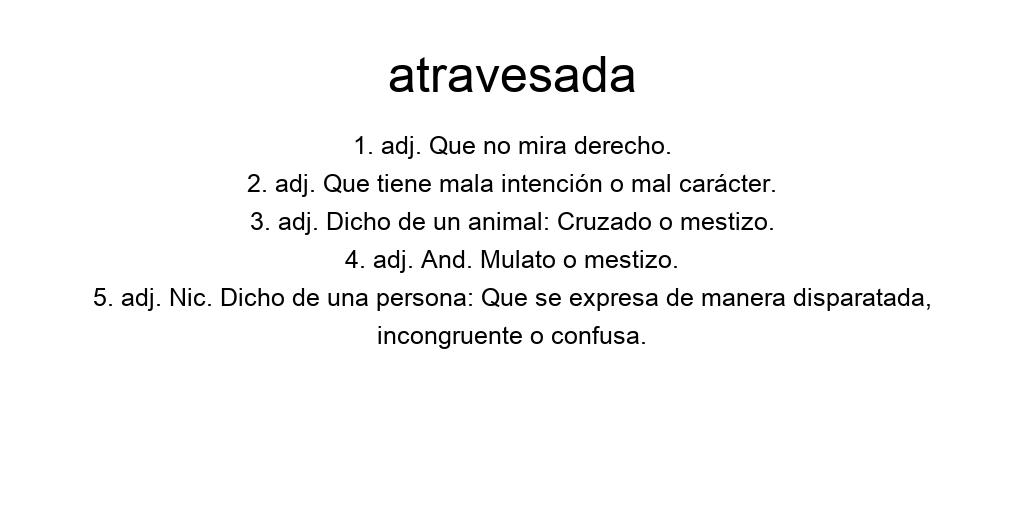 atravesada
1. adj. Que no mira derecho.
2. adj. Que tiene mala intención o mal carácter.
3. adj. Dicho de un animal: Cruzado o mestizo.
4. adj. And. Mulato o mestizo.
5. adj. Nic. Dicho de una persona: Que se expresa de manera disparatada,
incongruente o confusa.